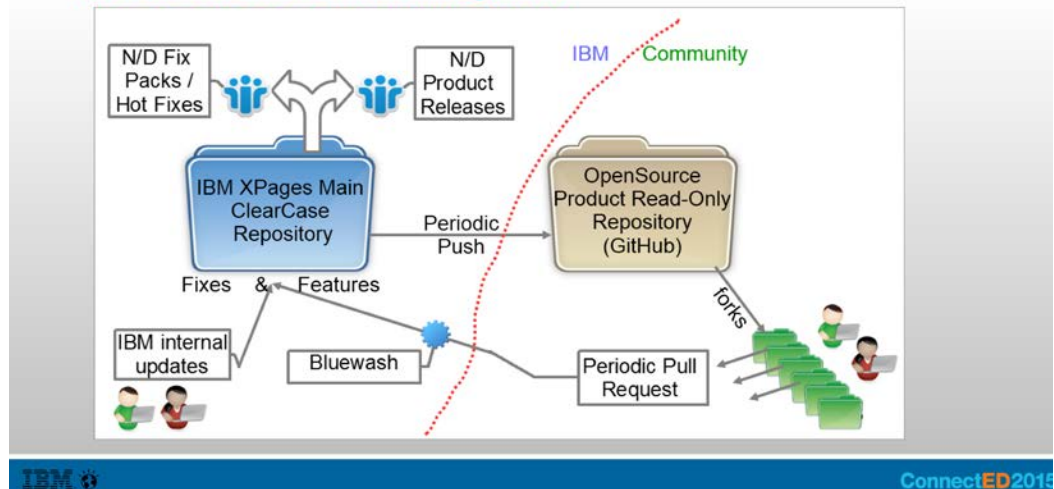 N/D Fix
Packs /
Hot Fixes
N/D
Product
Releases
IBM Community
IBM XPages Main
ClearCase
Repository
OpenSource
Product Read-Only
Repository
(GitHub)
Periodic
Push
Fixes & Features
forks
IBM internal
updates
Bluewash
Periodic Pull
Request
IBM
ConnectED2015